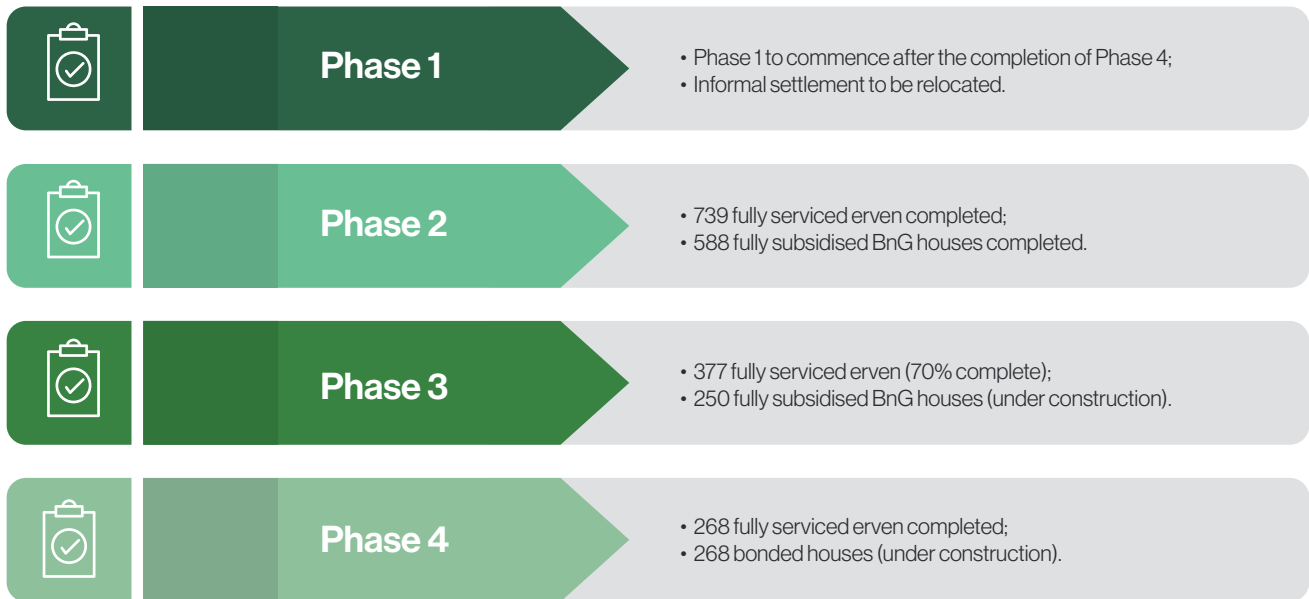 Phase 1
• Phase 1 to commence after the completion of Phase 4;
• Informal settlement to be relocated.
Phase 2
• 739 fully serviced erven completed;
• 588 fully subsidised BnG houses completed.
Phase 3
• 377 fully serviced erven (70% complete);
• 250 fully subsidised BnG houses (under construction).
Phase 4
• 268 fully serviced erven completed;
• 268 bonded houses (under construction).